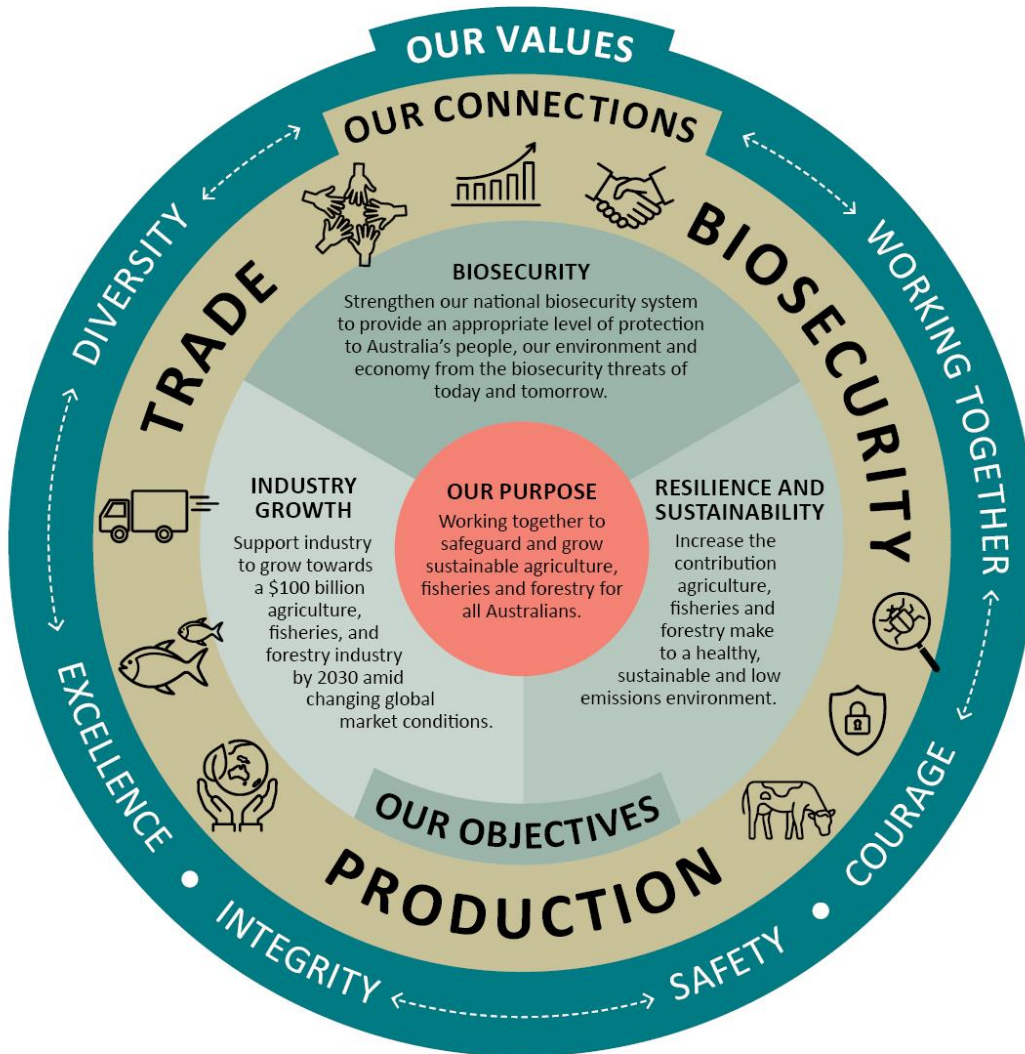 OUR VALUES
DIVERSITY
WORKING TOGETHER
COURAGE
SAFETY
INTEGRITY
EXCELLENCE
OUR CONNECTIONS
TRADE
BIOSECURITY
PRODUCTION
BIOSECURITY
Strengthen our national biosecurity system
to provide an appropriate level of protection
to Australia’s people, our environment and
economy from the biosecurity threats of
today and tomorrow.
INDUSTRY
GROWTH
Support industry
to grow towards
a $100 billion
agriculture,
fisheries, and
forestry industry
by 2030 amid
changing global
market conditions.
OUR PURPOSE
Working together to
safeguard and grow
sustainable agriculture,
fisheries and forestry for
all Australians.
RESILIENCE AND
SUSTAINABILITY
Increase the
contribution
agriculture,
fisheries and
forestry make
to a healthy,
sustainable and low
emissions environment.
OUR OBJECTIVES